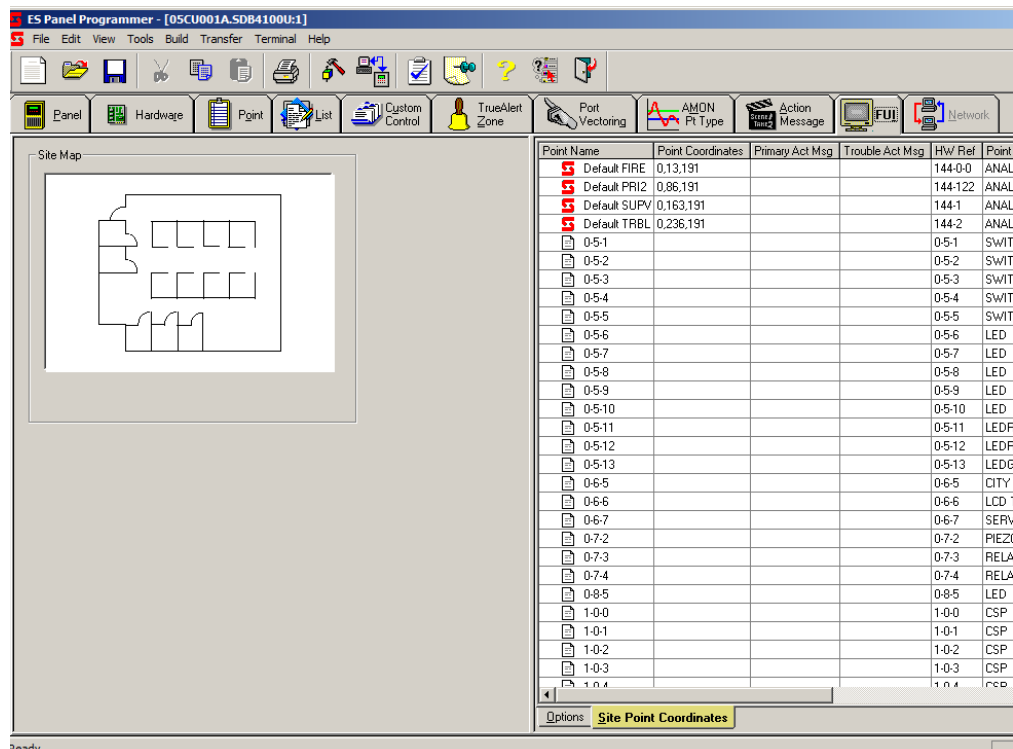 ES Panel Programmer - [05CU001A.SDB4100U:1]
File Edit View Tools Build Transfer Terminal Help
Panel Hardware Point List Custom Control TrueAlert Zone Port Vectoring AMON Pt Type Action Message FUI Network
Site Map
Point Name Point Coordinates Primary Act Msg Trouble Act Msg HW Ref Point
Default FIRE 0,13,191 144-0-0 ANAL
Default PRI2 0,86,191 144-122 ANAL
Default SUPV 0,163,191 144-1 ANAL
Default TRBL 0,236,191 144-2 ANAL
0-5-1 0-5-1 SWIT
0-5-2 0-5-2 SWIT
0-5-3 0-5-3 SWIT
0-5-4 0-5-4 SWIT
0-5-5 0-5-5 SWIT
0-5-6 0-5-6 LED
0-5-7 0-5-7 LED
0-5-8 0-5-8 LED
0-5-9 0-5-9 LED
0-5-10 0-5-10 LED
0-5-11 0-5-11 LEDF
0-5-12 0-5-12 LEDF
0-5-13 0-5-13 LEDG
0-6-5 0-6-5 CITY
0-6-6 0-6-6 LCD
0-6-7 0-6-7 SERV
0-7-2 0-7-2 PIEZO
0-7-3 0-7-3 RELA
0-7-4 0-7-4 RELA
0-8-5 0-8-5 LED
1-0-0 1-0-0 CSP
1-0-1 1-0-1 CSP
1-0-2 1-0-2 CSP
1-0-3 1-0-3 CSP
1-0-4 1-0-4 CSP
Options Site Point Coordinates
Ready